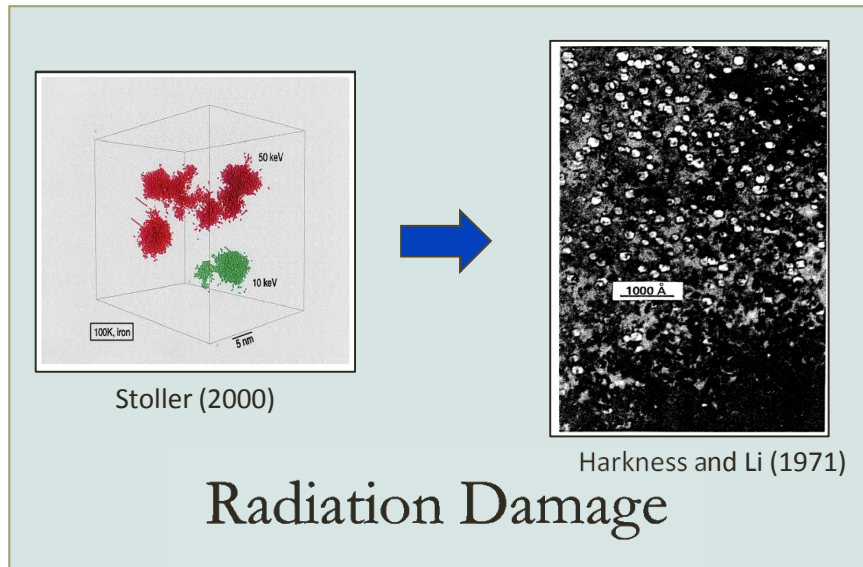 50 keV
10 keV
100K, iron
5 nm
Stoller (2000)
1000 Å
Harkness and Li (1971)
Radiation Damage